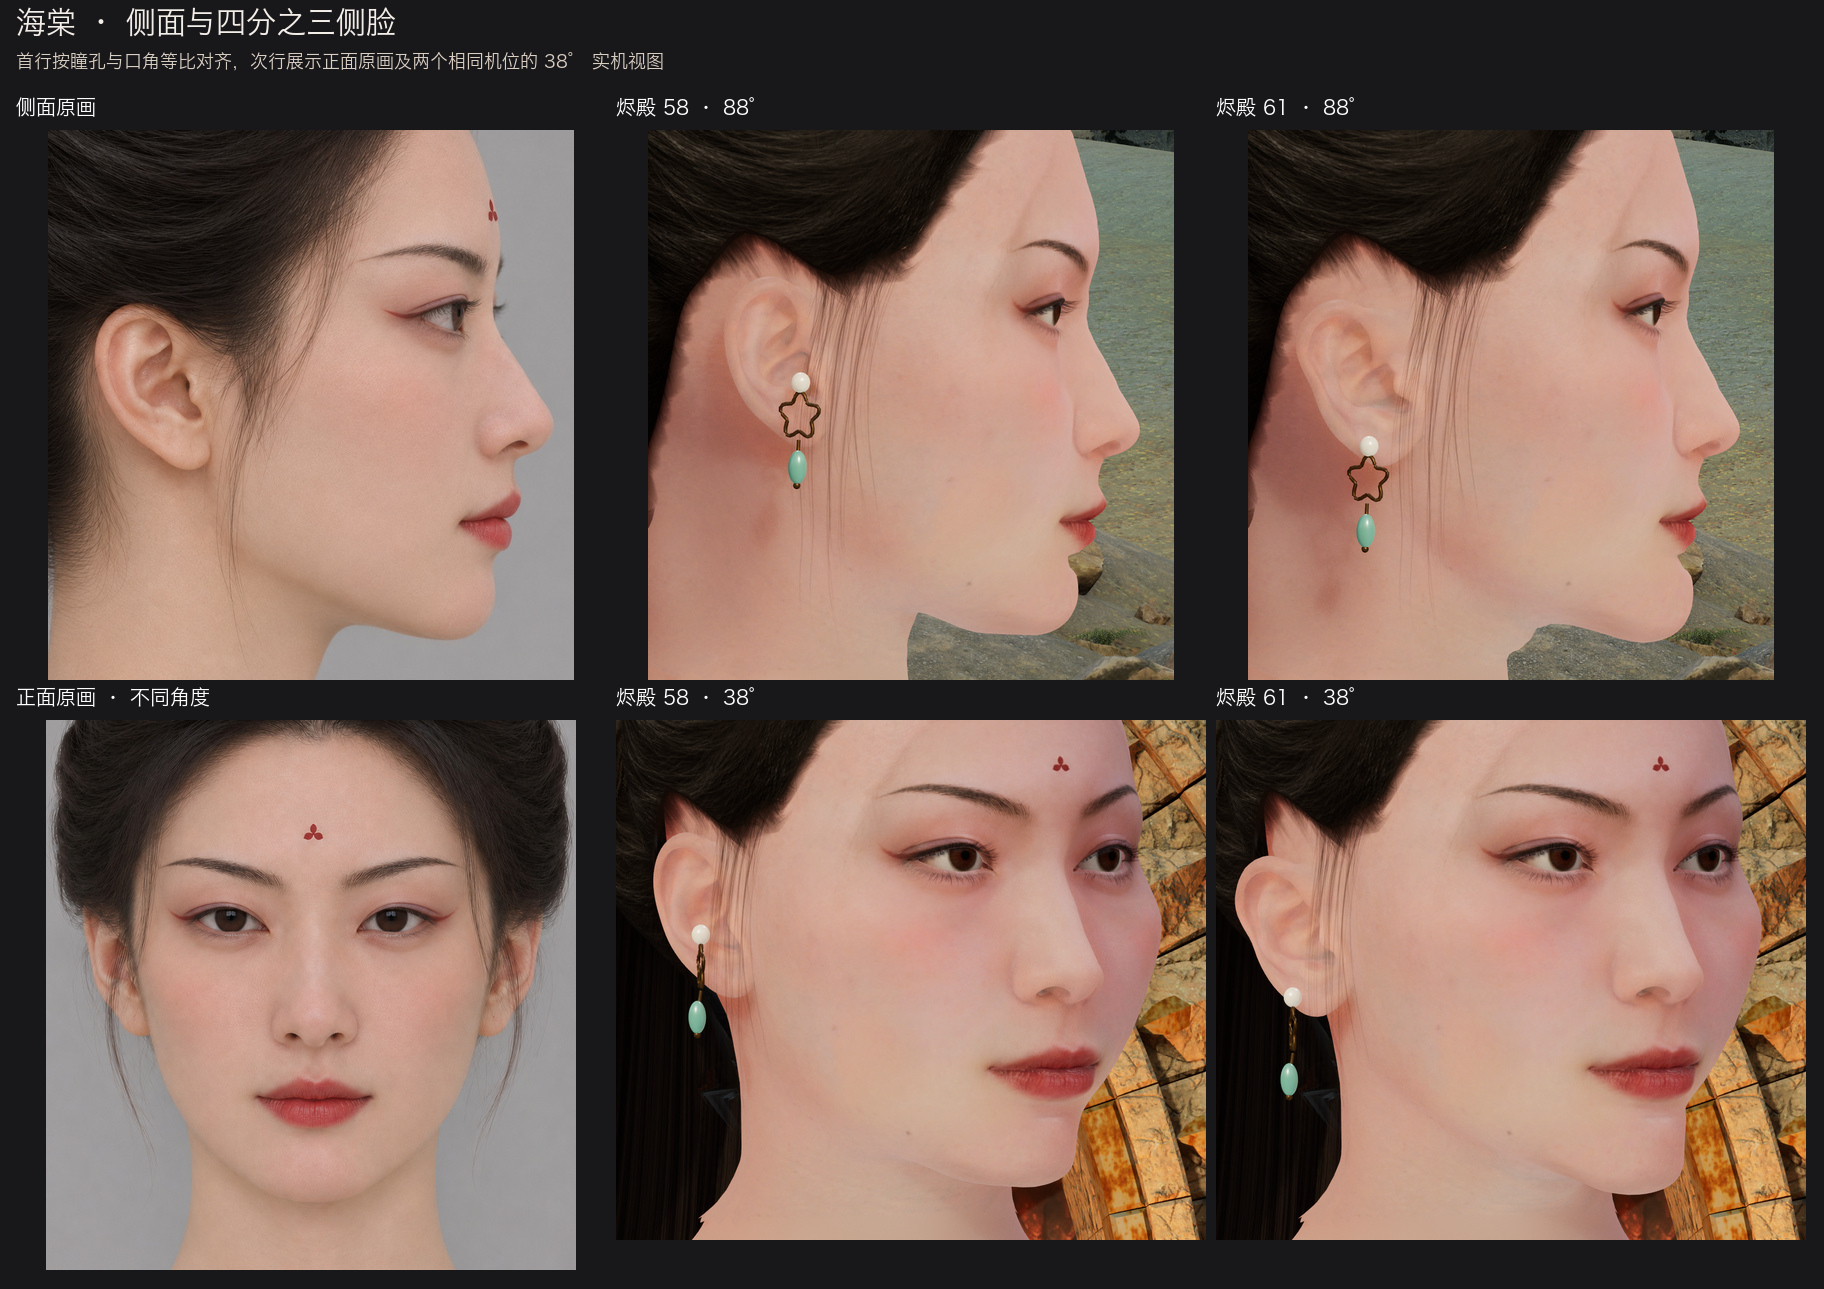 海棠 · 侧面与四分之三侧脸
首行按瞳孔与口角等比对齐，次行展示正面原画及两个相同机位的 38° 实机视图
侧面原画
烬殿 58 · 88°
烬殿 61 · 88°
正面原画 · 不同角度
烬殿 58 · 38°
烬殿 61 · 38°